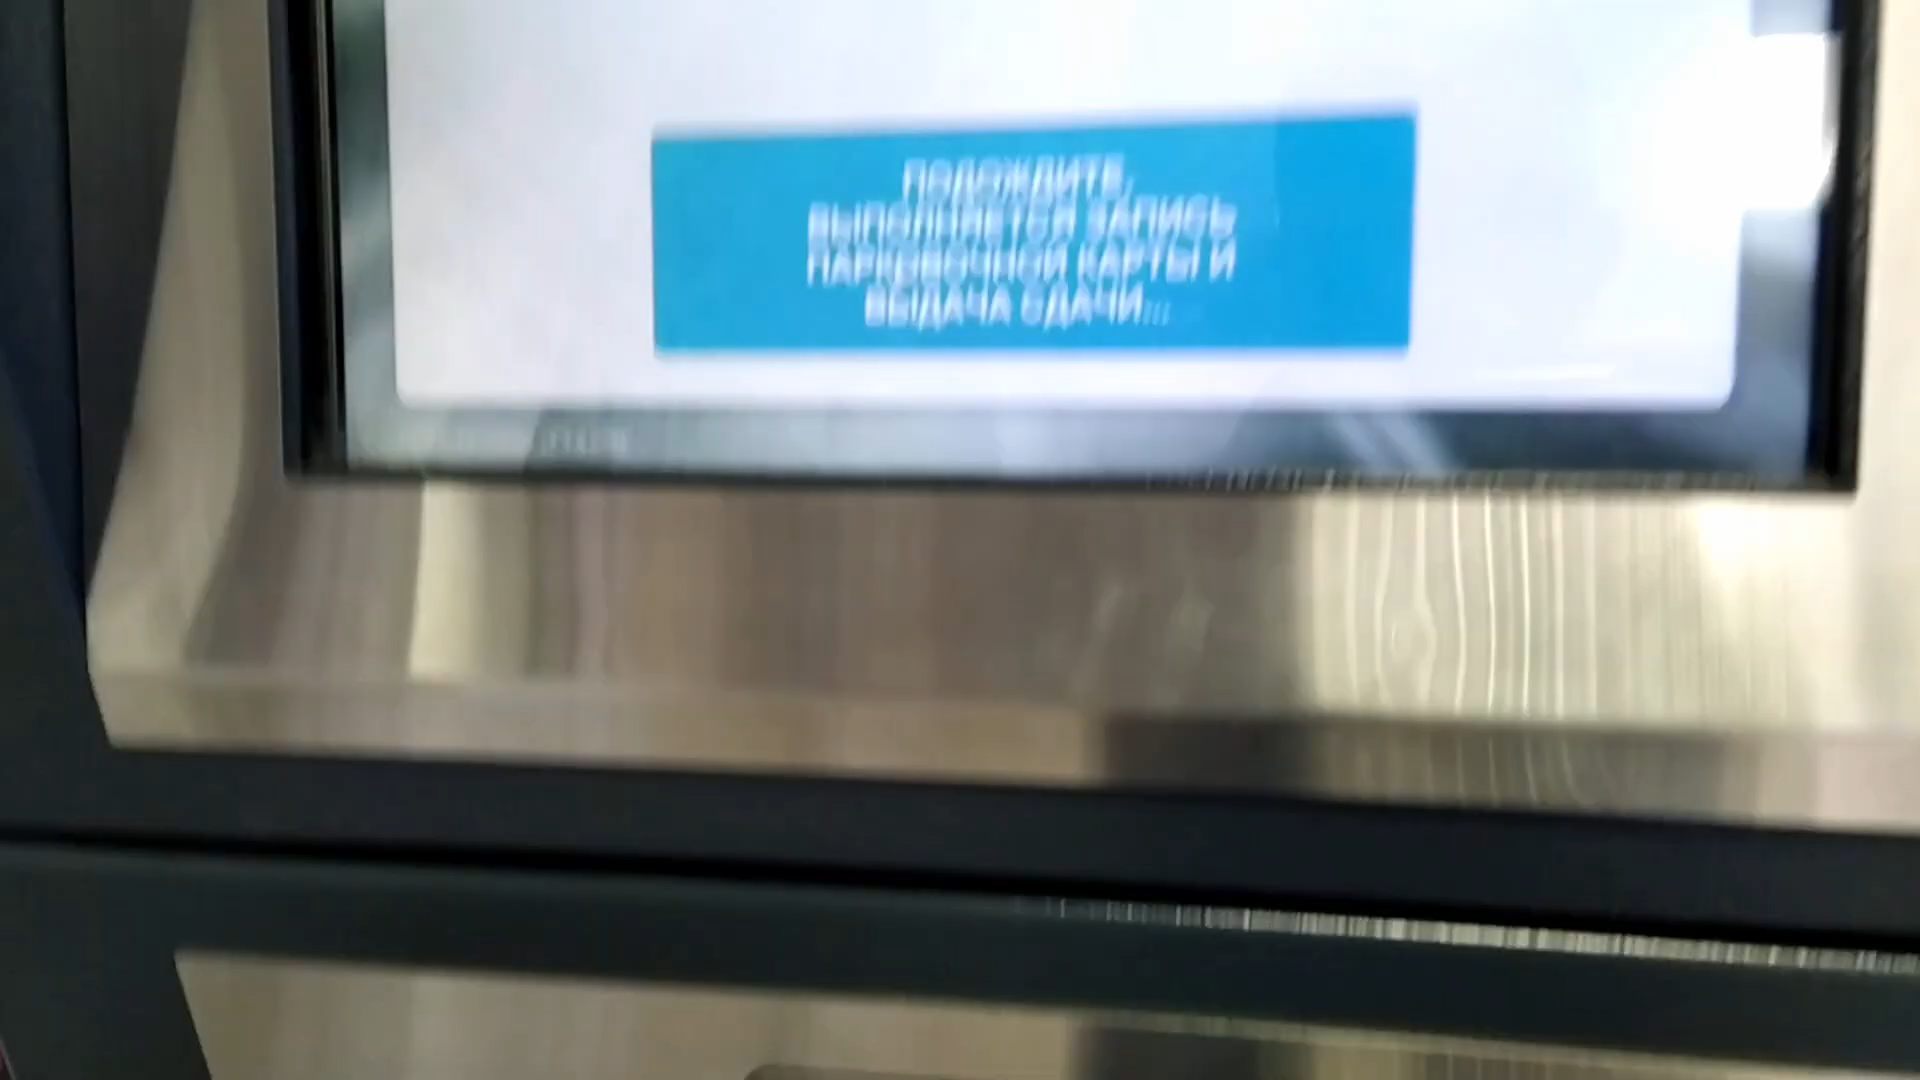 ПОДОЖДИТЕ,
ВЫПОЛНЯЕТСЯ ЗАПИСЬ
ПАРКОВОЧНОЙ КАРТЫ И
ВЫДАЧА СДАЧИ...